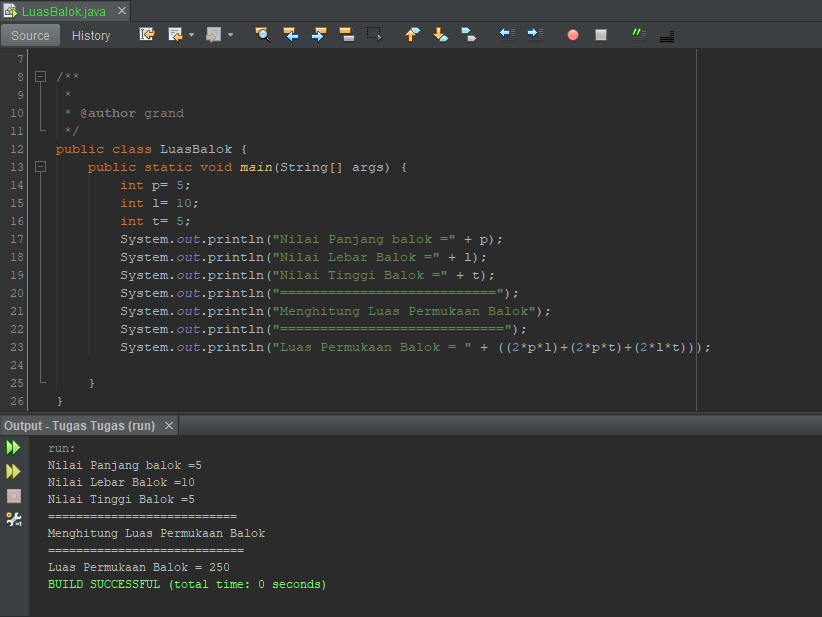 LuasBalok.java
Source History
7
8 /**
9 *
10 * @author grand
11 */
12 public class LuasBalok {
13 public static void main(String[] args) {
14 int p= 5;
15 int l= 10;
16 int t= 5;
17 System.out.println("Nilai Panjang balok =" + p);
18 System.out.println("Nilai Lebar Balok =" + l);
19 System.out.println("Nilai Tinggi Balok =" + t);
20 System.out.println("===========================");
21 System.out.println("Menghitung Luas Permukaan Balok");
22 System.out.println("============================");
23 System.out.println("Luas Permukaan Balok = " + ((2*p*l)+(2*p*t)+(2*l*t)));
24
25 }
26 }
Output - Tugas Tugas (run)
run:
Nilai Panjang balok =5
Nilai Lebar Balok =10
Nilai Tinggi Balok =5
===========================
Menghitung Luas Permukaan Balok
============================
Luas Permukaan Balok = 250
BUILD SUCCESSFUL (total time: 0 seconds)